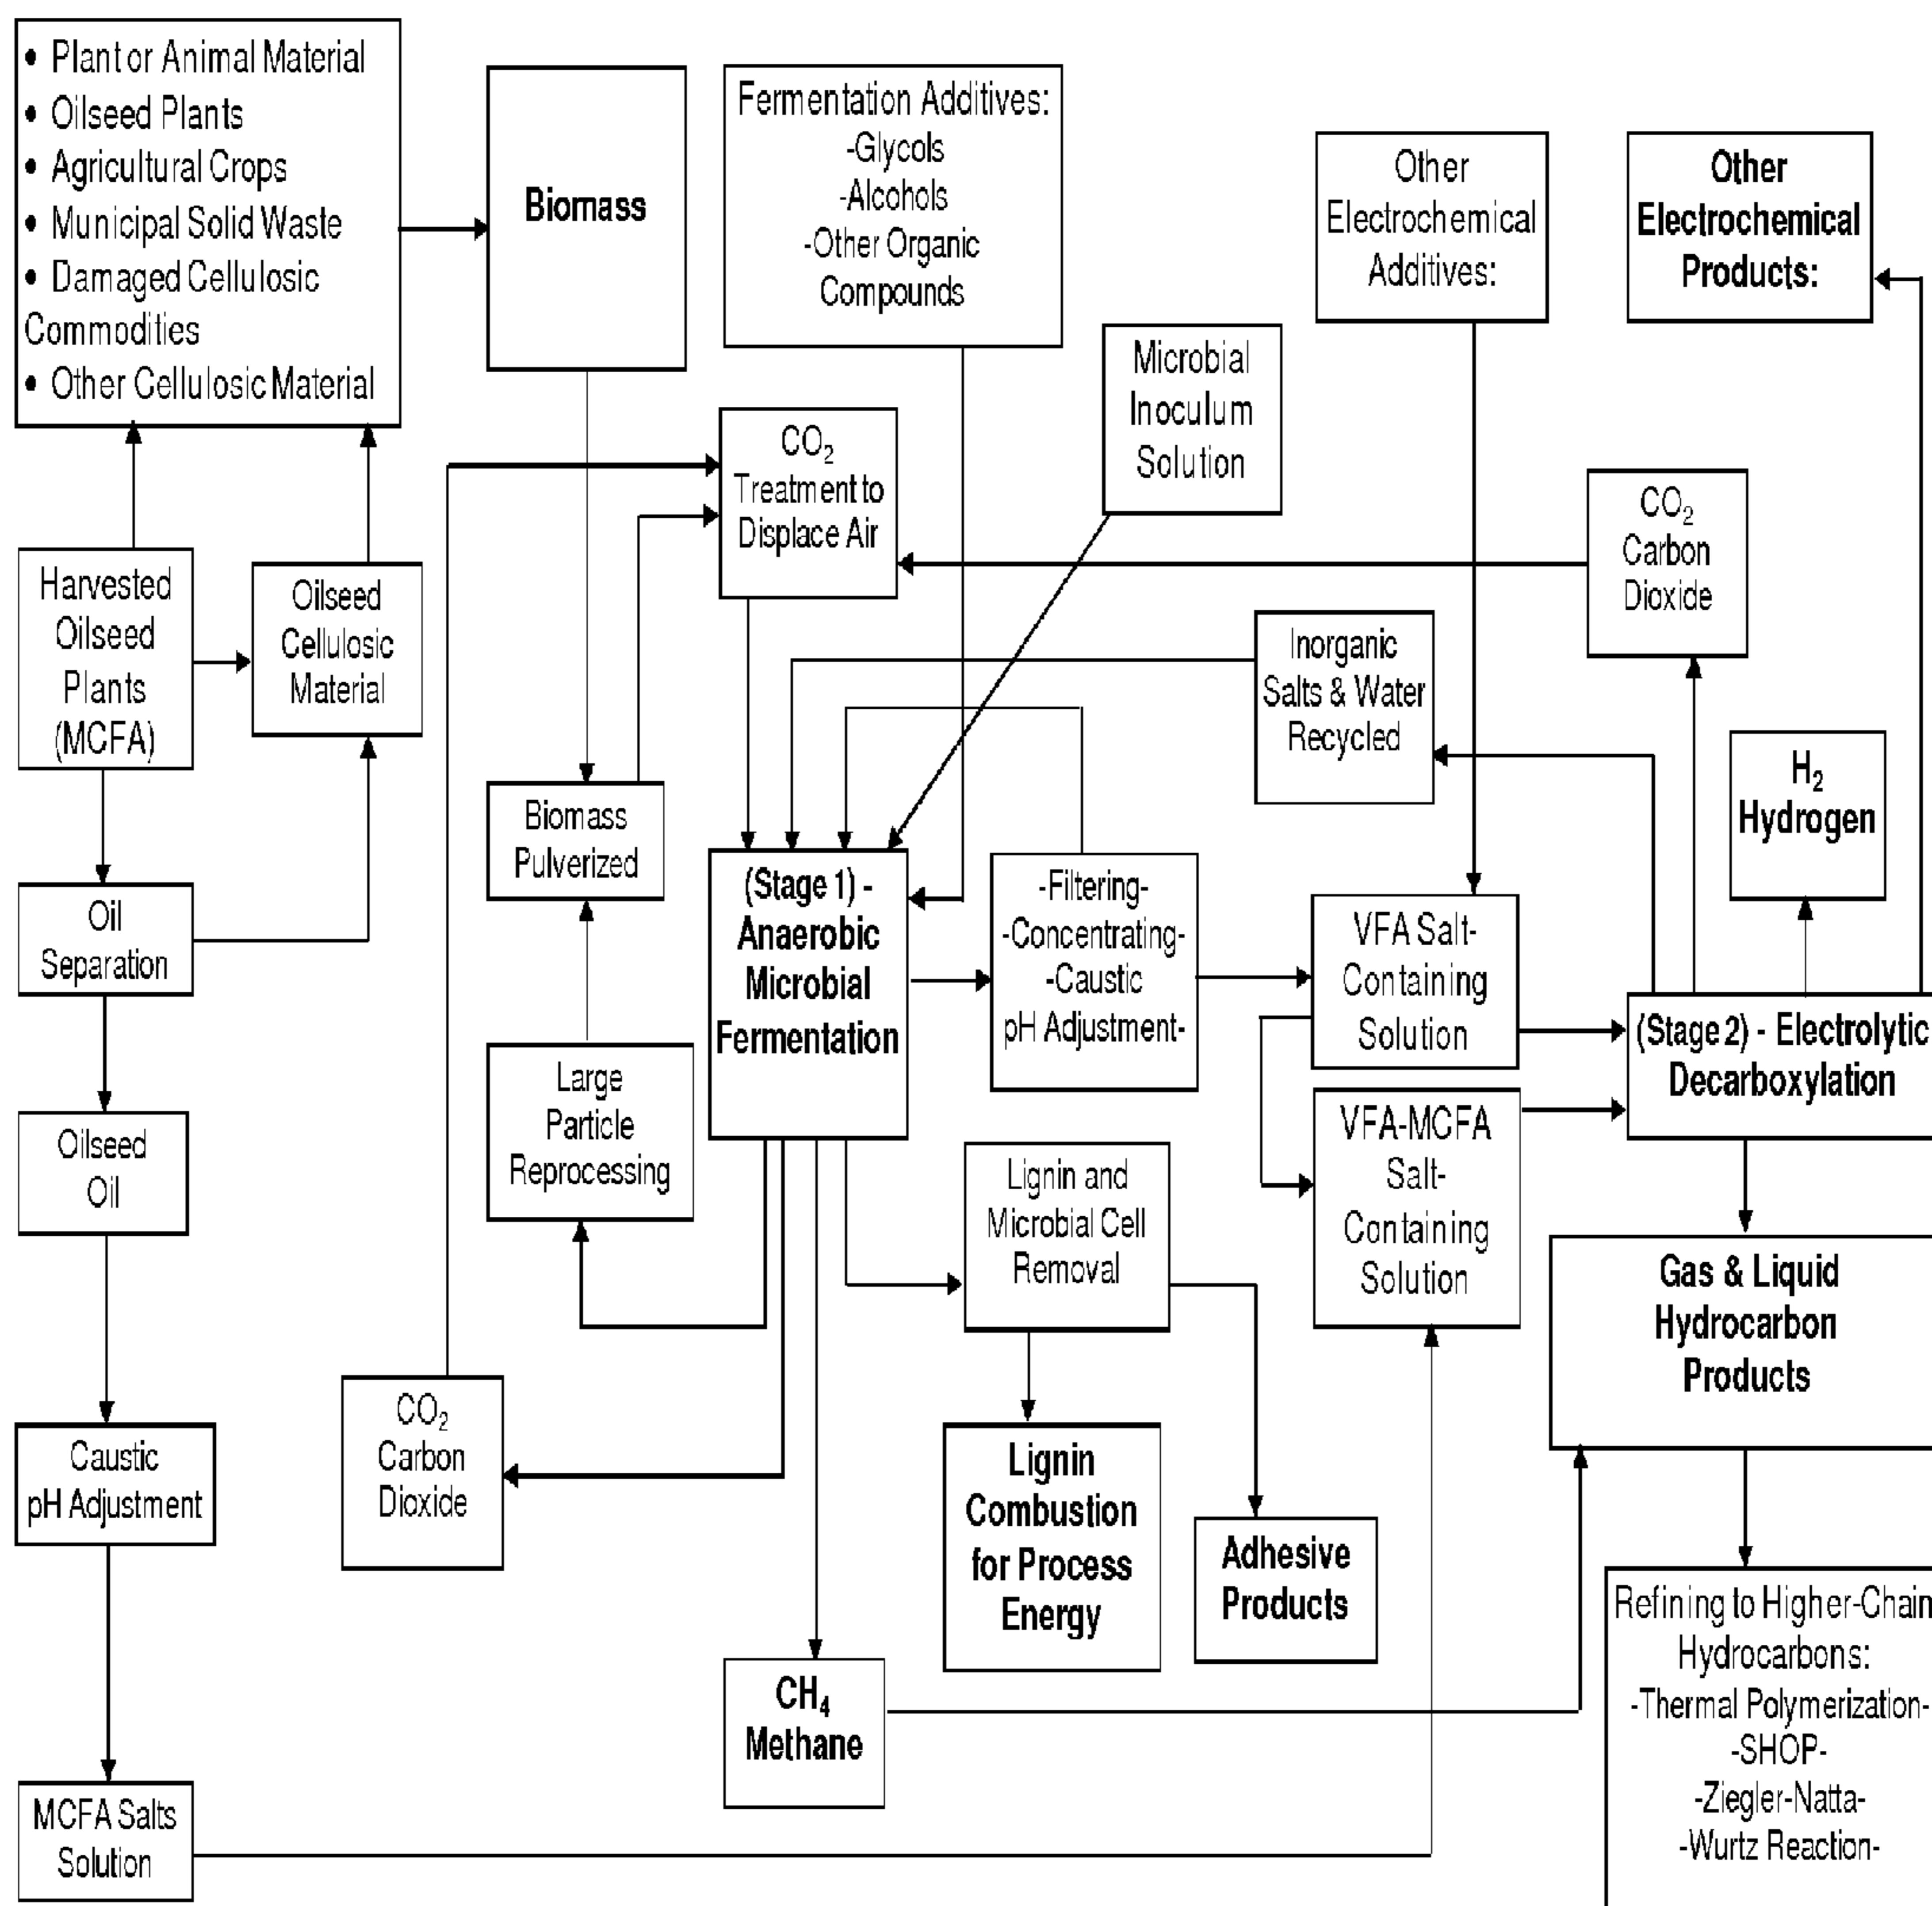 • Plant or Animal Material
• Oilseed Plants
• Agricultural Crops
• Municipal Solid Waste
• Damaged Cellulosic
Commodities
• Other Cellulosic Material
Biomass
Fermentation Additives:
-Glycols
-Alcohols
-Other Organic
Compounds
Other
Electrochemical
Additives:
Other
Electrochemical
Products:
Microbial
Inoculum
Solution
CO₂
Treatment to
Displace Air
CO₂
Carbon
Dioxide
Harvested
Oilseed
Plants
(MCFA)
Oilseed
Cellulosic
Material
Inorganic
Salts & Water
Recycled
H₂
Hydrogen
Biomass
Pulverized
(Stage 1) -
Anaerobic
Microbial
Fermentation
-Filtering-
-Concentrating-
-Caustic
pH Adjustment-
VFA Salt-
Containing
Solution
(Stage 2) - Electrolytic
Decarboxylation
Oil
Separation
Large
Particle
Reprocessing
VFA-MCFA
Salt-
Containing
Solution
Oilseed
Oil
Lignin and
Microbial Cell
Removal
Gas & Liquid
Hydrocarbon
Products
Caustic
pH Adjustment
CO₂
Carbon
Dioxide
Lignin
Combustion
for Process
Energy
Adhesive
Products
CH₄
Methane
Refining to Higher-Chain
Hydrocarbons:
-Thermal Polymerization-
-SHOP-
-Ziegler-Natta-
-Wurtz Reaction-
MCFA Salts
Solution